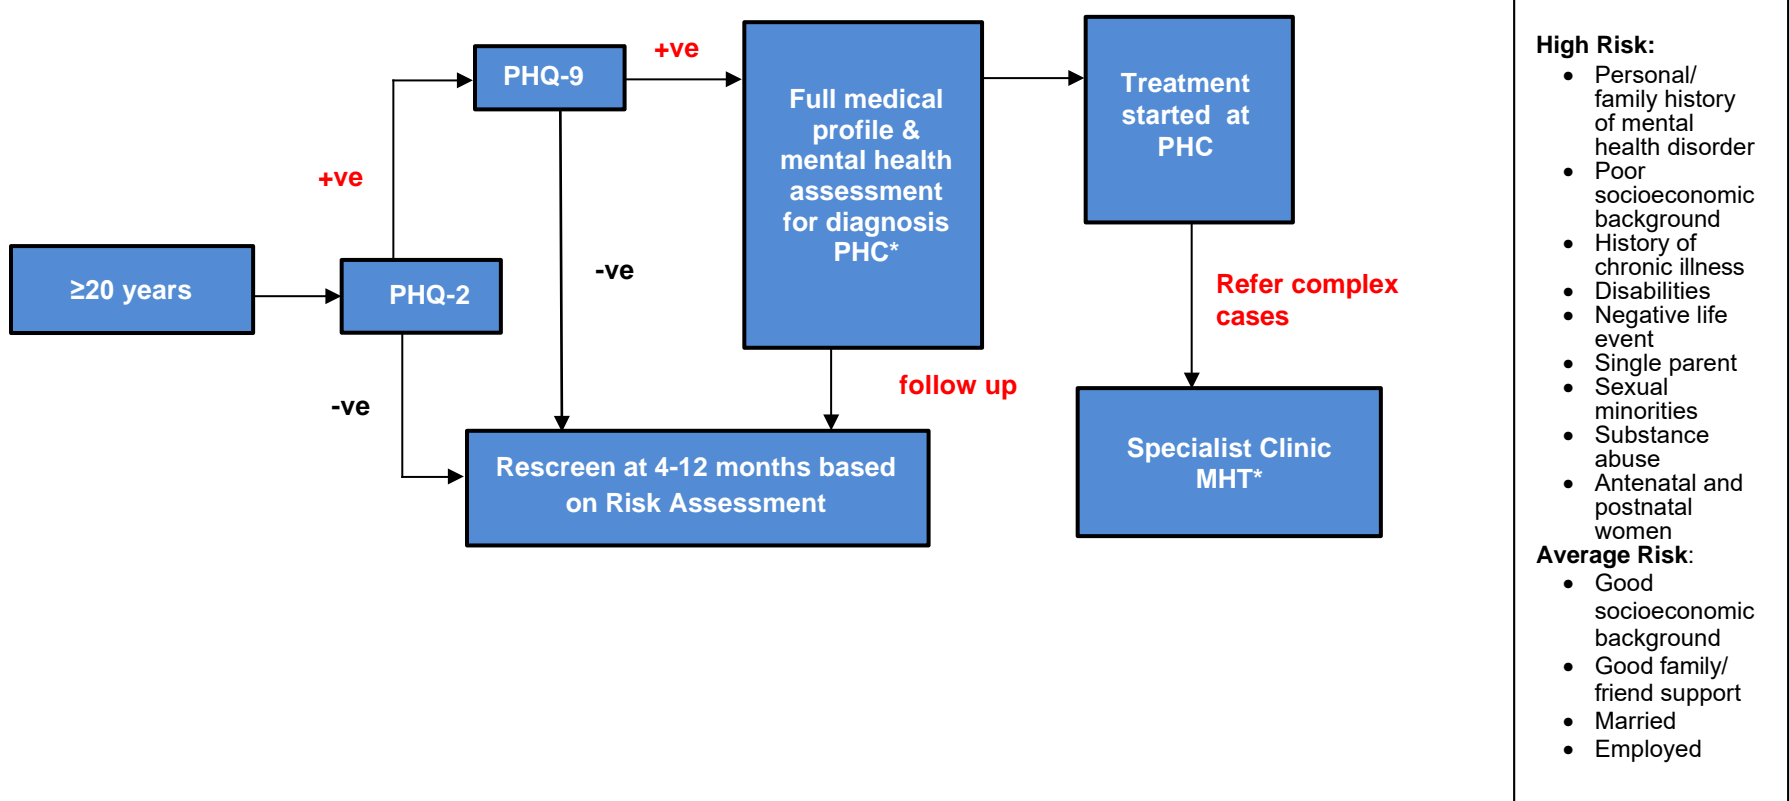 ≥20 years
PHQ-2
+ve
-ve
PHQ-9
+ve
-ve
Full medical
profile &
mental health
assessment
for diagnosis
PHC*
follow up
Treatment
started at
PHC
Refer complex
cases
Specialist Clinic
MHT*
Rescreen at 4-12 months based
on Risk Assessment
High Risk:
• Personal/
family history
of mental
health disorder
• Poor
socioeconomic
background
• History of
chronic illness
• Disabilities
• Negative life
event
• Single parent
• Sexual
minorities
• Substance
abuse
• Antenatal and
postnatal
women
Average Risk:
• Good
socioeconomic
background
• Good family/
friend support
• Married
• Employed